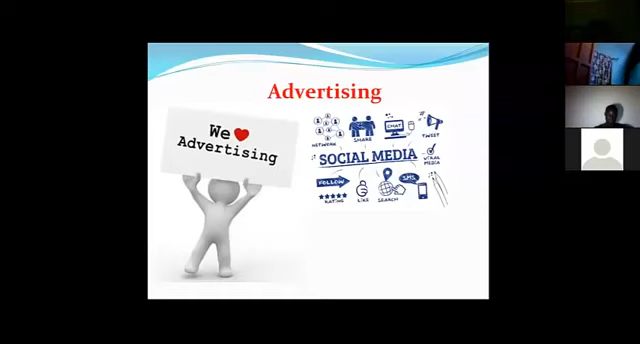 Advertising
We ❤
Advertising
NETWORK
SHARE
CHAT
TWEET
SOCIAL MEDIA
VIRAL
MEDIA
FOLLOW
RATING
LIKE
SEARCH
SMS